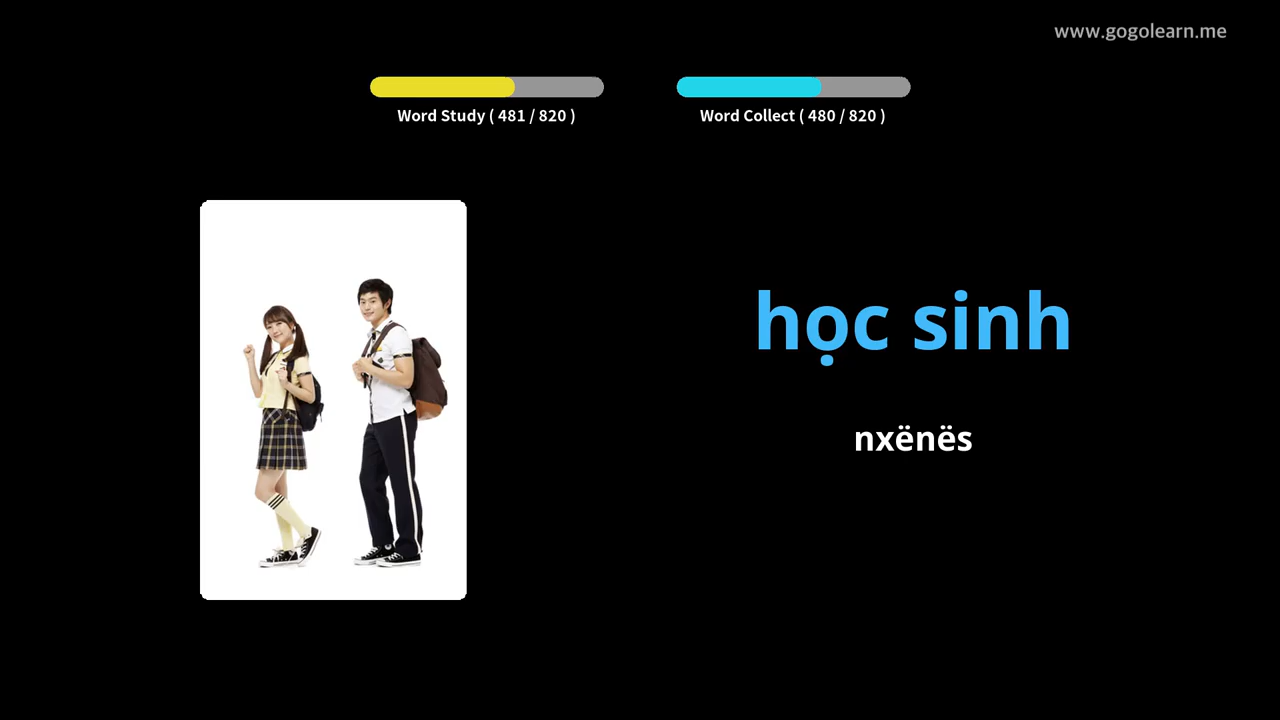 www.gogolearn.me
Word Study ( 481 / 820 )
Word Collect ( 480 / 820 )
học sinh
nxënës